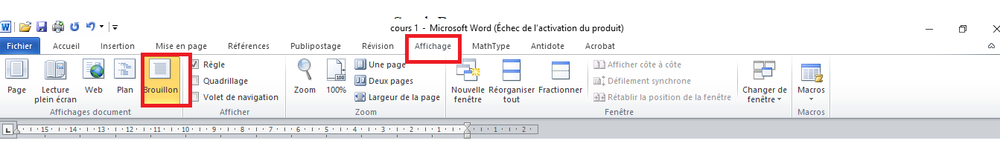 cours 1 - Microsoft Word (Échec de l'activation du produit)
Fichier Accueil Insertion Mise en page Références Publipostage Révision Affichage MathType Antidote Acrobat
Page
Lecture plein écran
Web
Plan
Brouillon
Affichages document
Règle
Quadrillage
Volet de navigation
Afficher
Zoom
100%
Une page
Deux pages
Largeur de la page
Zoom
Nouvelle fenêtre
Réorganiser tout
Fractionner
Afficher côte à côte
Défilement synchrone
Rétablir la position de la fenêtre
Changer de fenêtre
Fenêtre
Macros
Macros
L · 15 · 14 · 13 · 12 · 11 · 10 · 9 · 8 · 7 · 6 · 5 · 4 · 3 · 2 · 1 · 1 · 2 ·